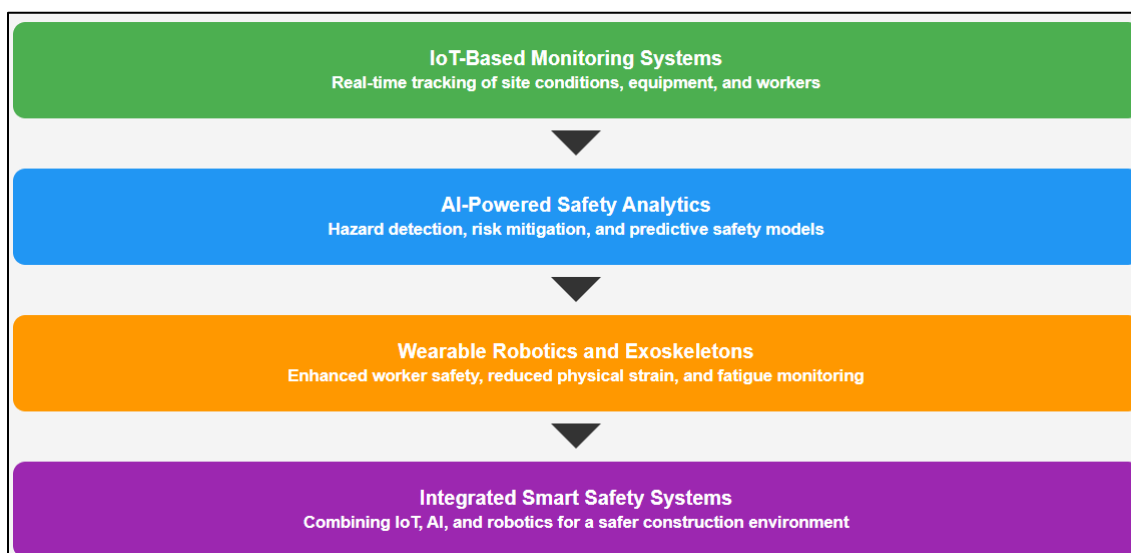 IoT-Based Monitoring Systems
Real-time tracking of site conditions, equipment, and workers
AI-Powered Safety Analytics
Hazard detection, risk mitigation, and predictive safety models
Wearable Robotics and Exoskeletons
Enhanced worker safety, reduced physical strain, and fatigue monitoring
Integrated Smart Safety Systems
Combining IoT, AI, and robotics for a safer construction environment